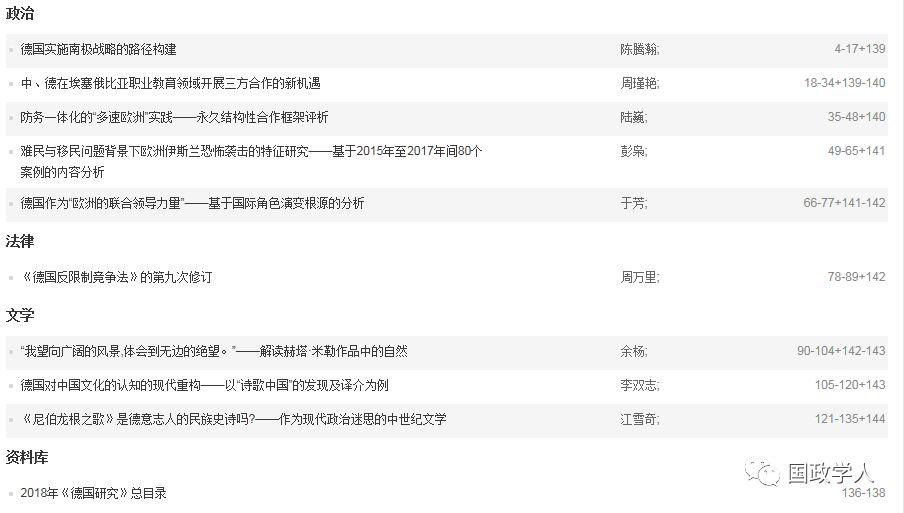 政治
德国实施南极战略的路径构建 陈腾瀚; 4-17+139
中、德在埃塞俄比亚职业教育领域开展三方合作的新机遇 周瑾艳; 18-34+139-140
防务一体化的“多速欧洲”实践——永久结构性合作框架评析 陆巍; 35-48+140
难民与移民问题背景下欧洲伊斯兰恐怖袭击的特征研究——基于2015年至2017年间80个 彭枭; 49-65+141
案例的内容分析
德国作为“欧洲的联合领导力量”——基于国际角色演变根源的分析 于芳; 66-77+141-142
法律
《德国反限制竞争法》的第九次修订 周万里; 78-89+142
文学
“我望向广阔的风景,体会到无边的绝望。”——解读赫塔·米勒作品中的自然 余杨; 90-104+142-143
德国对中国文化的认知的现代重构——以“诗歌中国”的发现及译介为例 李双志; 105-120+143
《尼伯龙根之歌》是德意志人的民族史诗吗?——作为现代政治迷思的中世纪文学 江雪奇; 121-135+144
资料库
国政学人
2018年《德国研究》总目录 136-138